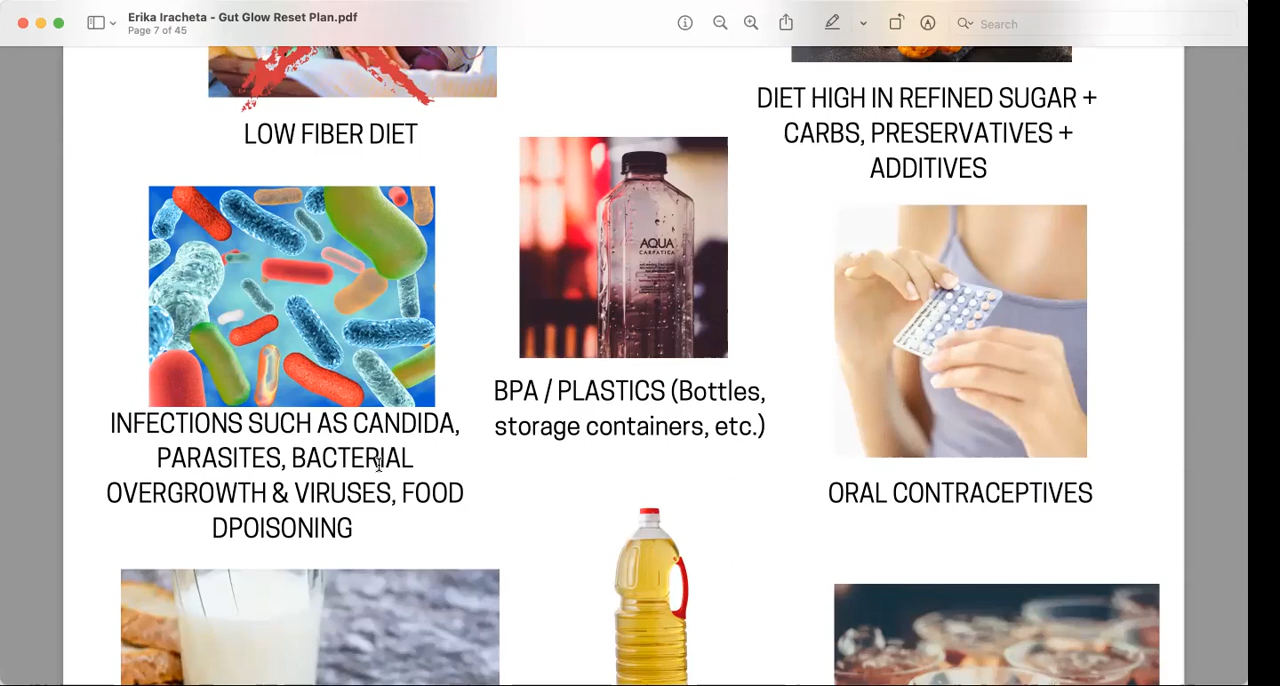 Erika Iracheta - Gut Glow Reset Plan.pdf
Page 7 of 45
Search
LOW FIBER DIET
DIET HIGH IN REFINED SUGAR +
CARBS, PRESERVATIVES +
ADDITIVES
AQUA
CARPATICA
INFECTIONS SUCH AS CANDIDA,
PARASITES, BACTERIAL
OVERGROWTH & VIRUSES, FOOD
DPOISONING
BPA / PLASTICS (Bottles,
storage containers, etc.)
ORAL CONTRACEPTIVES